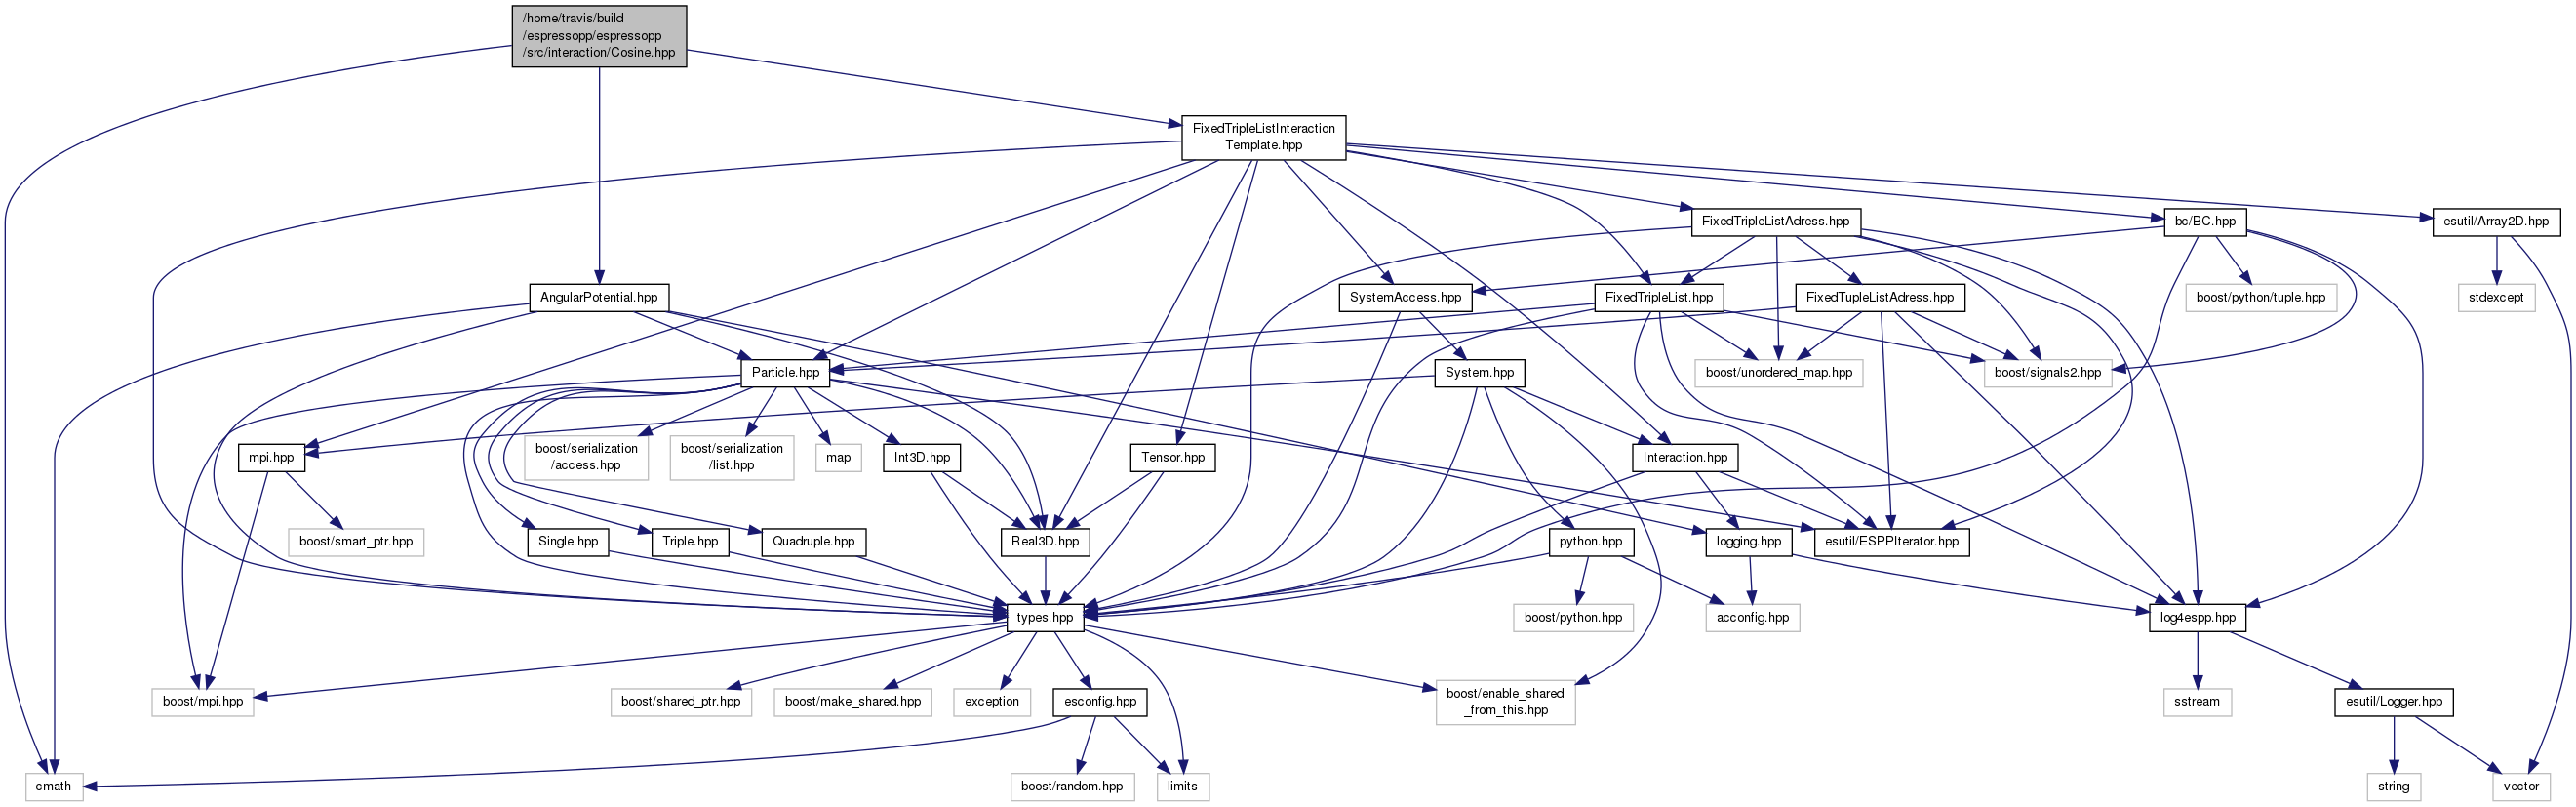 /home/travis/build
/espressopp/espressopp
/src/interaction/Cosine.hpp
FixedTripleListInteraction
Template.hpp
FixedTripleListAdress.hpp
bc/BC.hpp
esutil/Array2D.hpp
AngularPotential.hpp
SystemAccess.hpp
FixedTripleList.hpp
FixedTupleListAdress.hpp
boost/python/tuple.hpp
stdexcept
Particle.hpp
System.hpp
boost/unordered_map.hpp
boost/signals2.hpp
mpi.hpp
boost/serialization
/access.hpp
boost/serialization
/list.hpp
map
Int3D.hpp
Tensor.hpp
Interaction.hpp
boost/smart_ptr.hpp
Single.hpp
Triple.hpp
Quadruple.hpp
Real3D.hpp
python.hpp
logging.hpp
esutil/ESPPIterator.hpp
types.hpp
boost/python.hpp
acconfig.hpp
log4espp.hpp
boost/mpi.hpp
boost/shared_ptr.hpp
boost/make_shared.hpp
exception
esconfig.hpp
boost/enable_shared
_from_this.hpp
sstream
esutil/Logger.hpp
cmath
boost/random.hpp
limits
string
vector